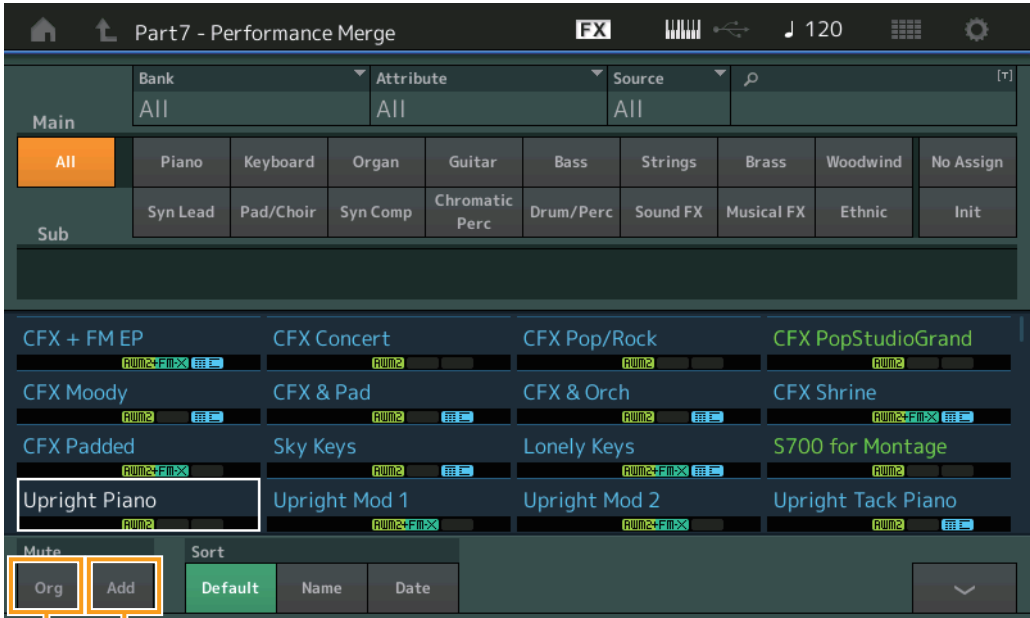 Part7 - Performance Merge FX 120
Bank Attribute Source [T]
Main All All All
All Piano Keyboard Organ Guitar Bass Strings Brass Woodwind No Assign
Syn Lead Pad/Choir Syn Comp Chromatic Perc Drum/Perc Sound FX Musical FX Ethnic Init
Sub
CFX + FM EP CFX Concert CFX Pop/Rock CFX PopStudioGrand
AWM2+FM-X AWM2 AWM2 AWM2
CFX Moody CFX & Pad CFX & Orch CFX Shrine
AWM2 AWM2 AWM2 AWM2+FM-X
CFX Padded Sky Keys Lonely Keys S700 for Montage
AWM2+FM-X AWM2 AWM2+FM-X AWM2
Upright Piano Upright Mod 1 Upright Mod 2 Upright Tack Piano
AWM2 AWM2+FM-X AWM2+FM-X AWM2
Mute Sort
Org Add Default Name Date